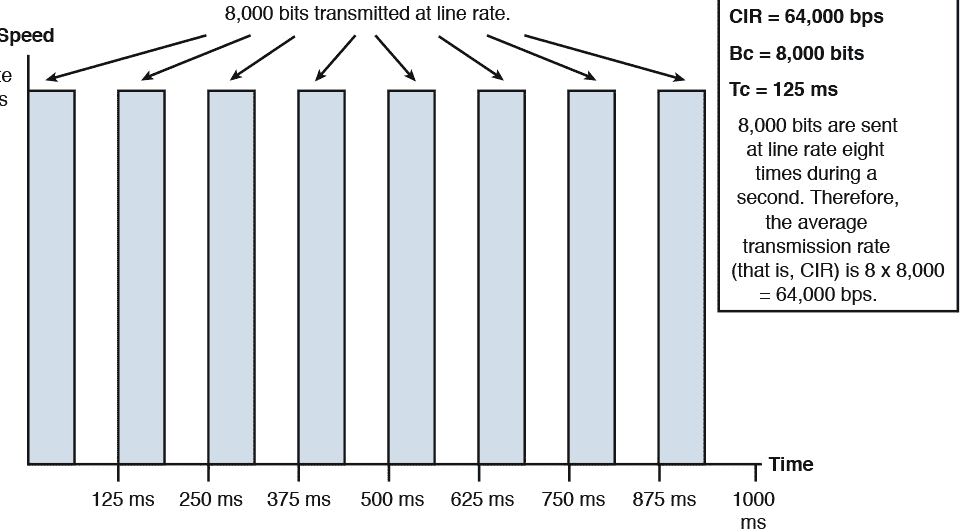 8,000 bits transmitted at line rate.
Speed
CIR = 64,000 bps
Bc = 8,000 bits
Tc = 125 ms
8,000 bits are sent
at line rate eight
times during a
second. Therefore,
the average
transmission rate
(that is, CIR) is 8 x 8,000
= 64,000 bps.
Time
125 ms 250 ms 375 ms 500 ms 625 ms 750 ms 875 ms 1000
ms